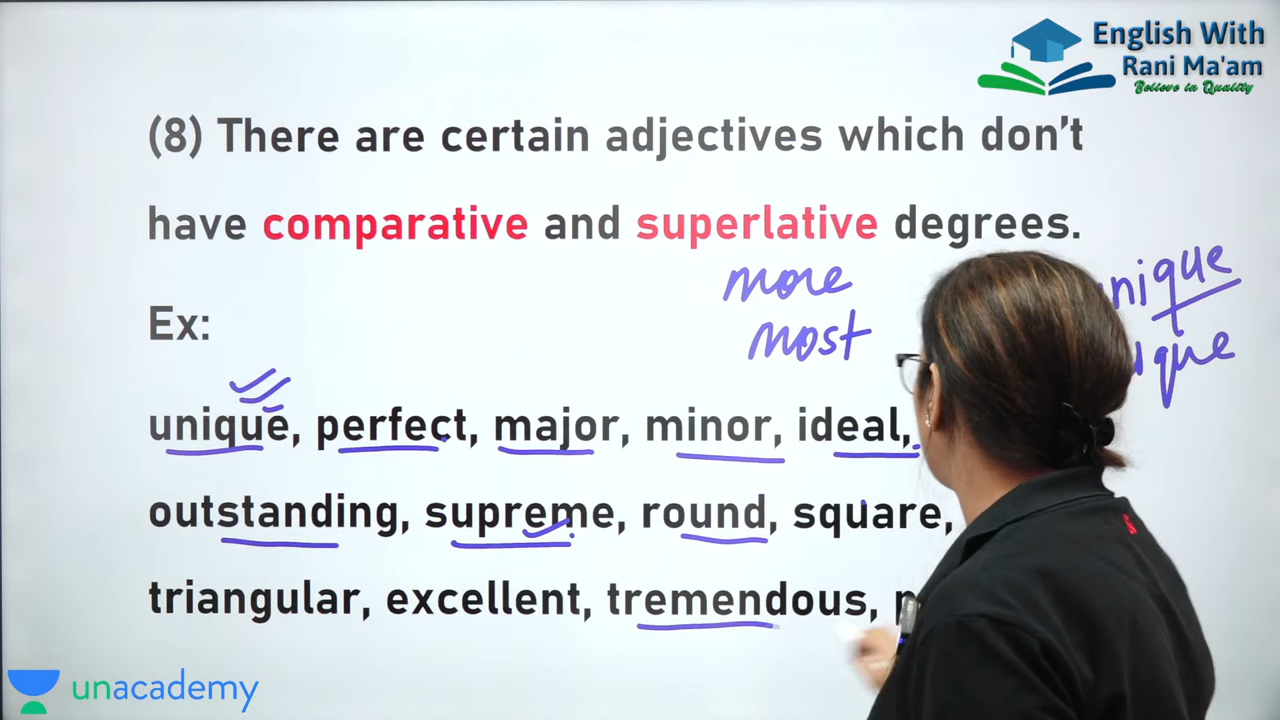 English With
Rani Ma'am
Believe in Quality
(8) There are certain adjectives which don't
have comparative and superlative degrees.
more
most
Ex:
unique, perfect, major, minor, ideal,
outstanding, supreme, round, square,
triangular, excellent, tremendous,
unacademy